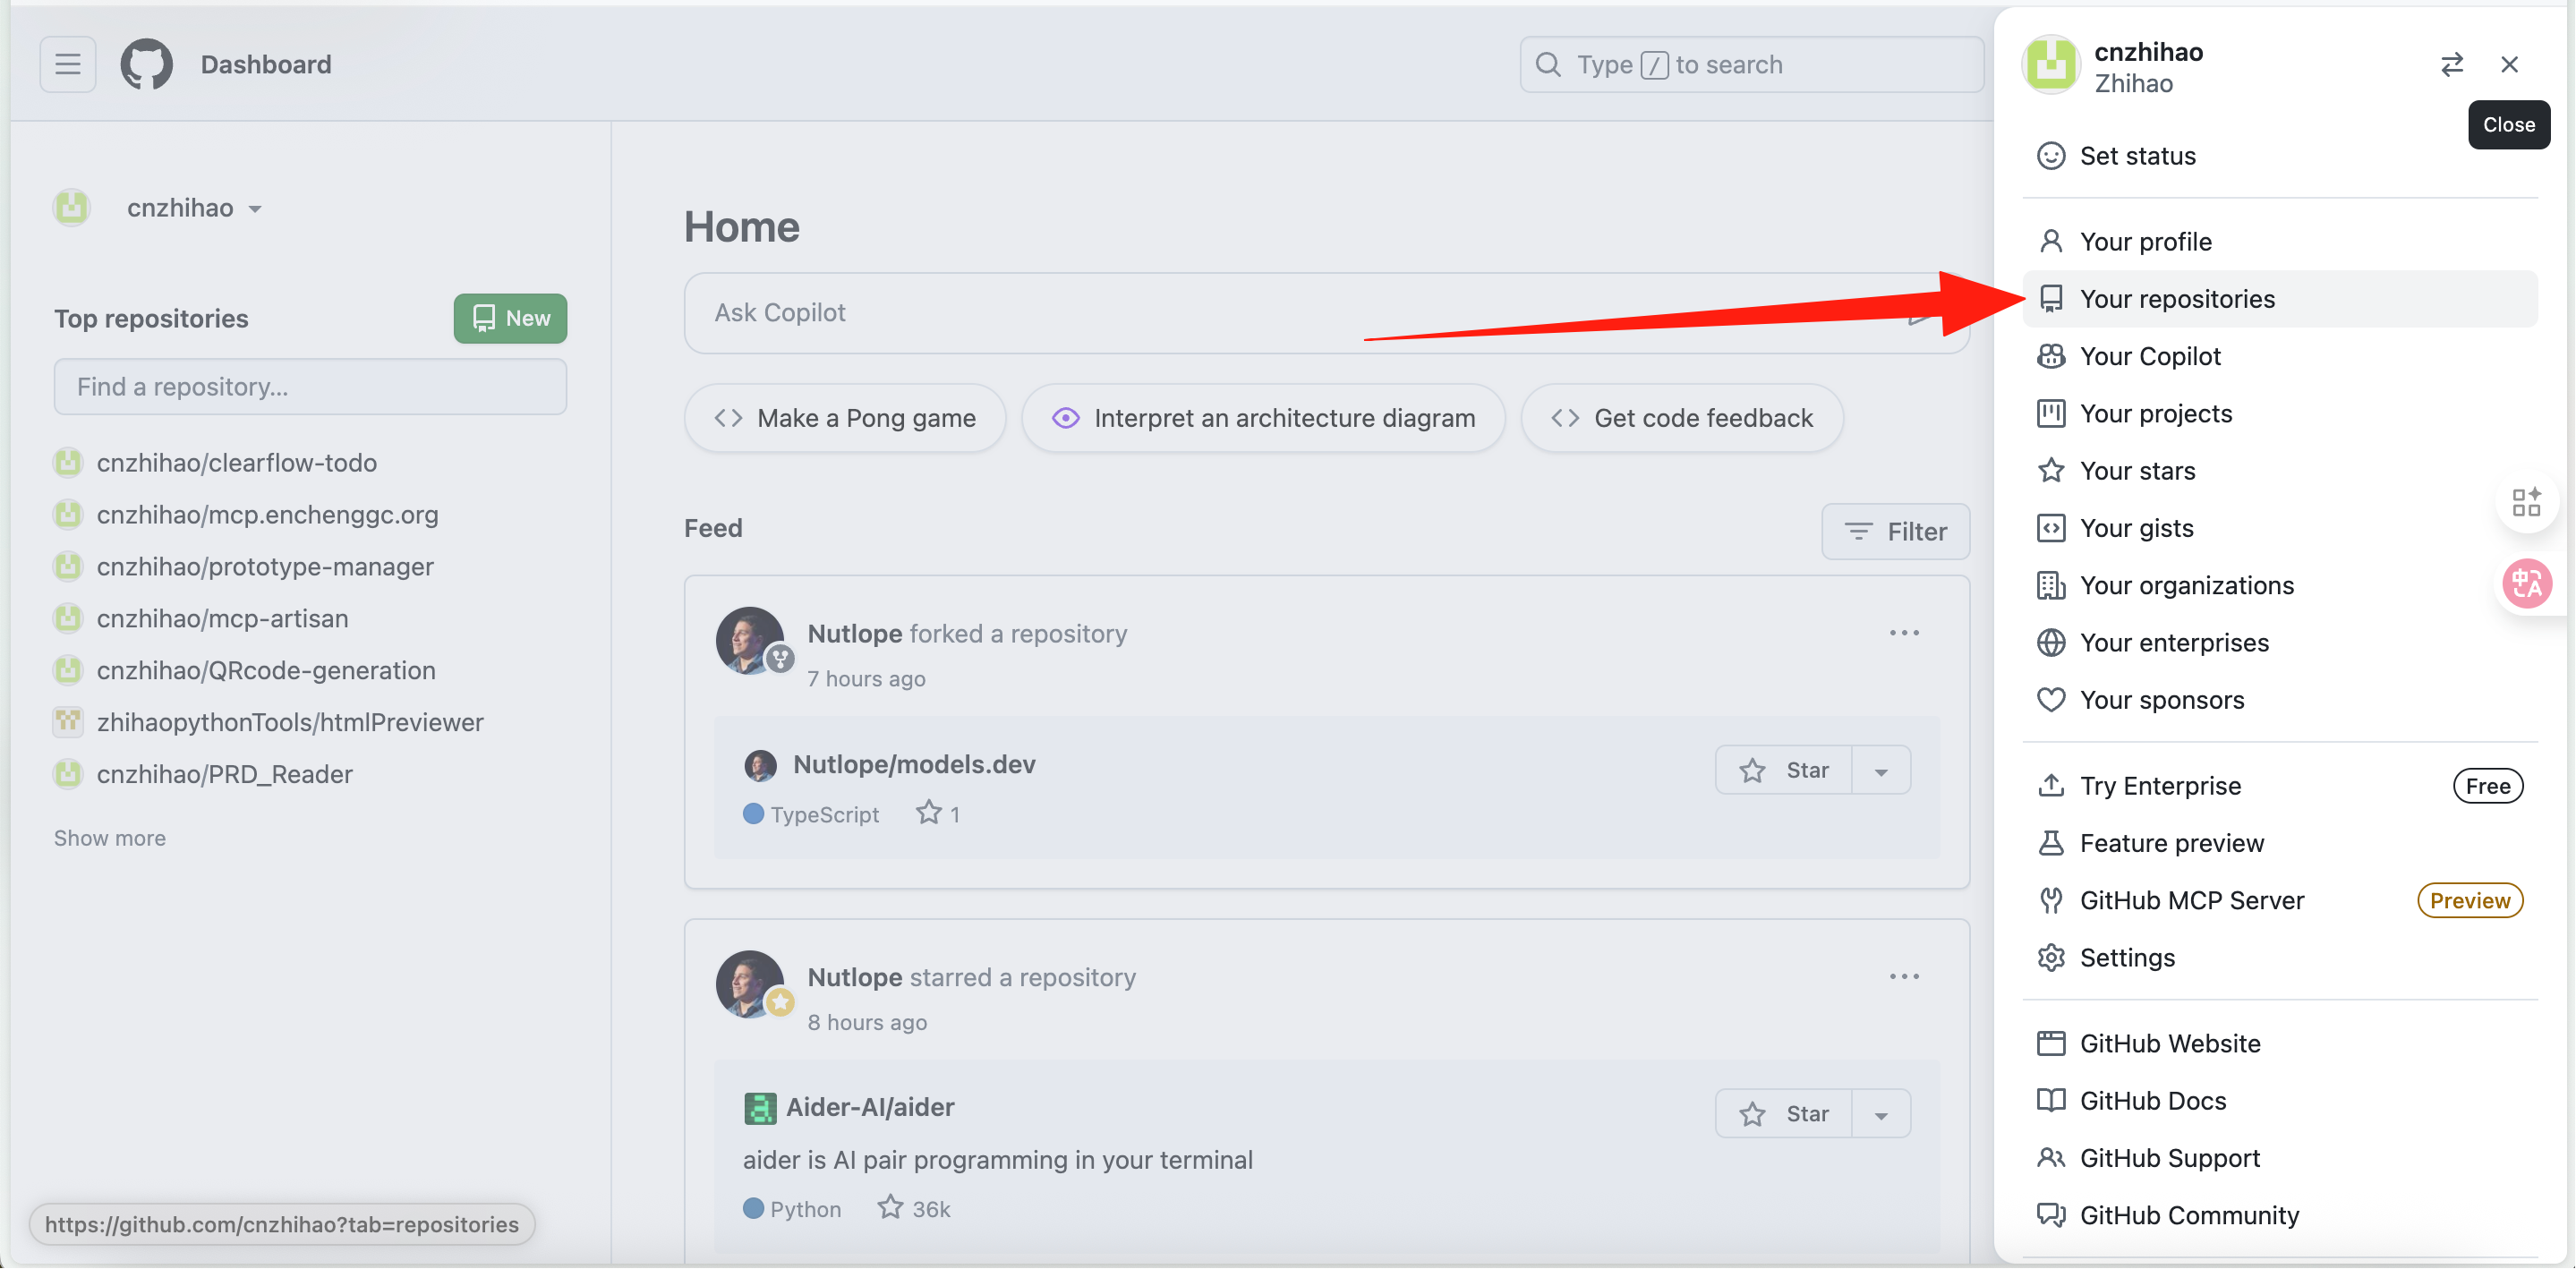 Dashboard
Type / to search
cnzhihao
Top repositories
New
Find a repository...
cnzhihao/clearflow-todo
cnzhihao/mcp.enchenggc.org
cnzhihao/prototype-manager
cnzhihao/mcp-artisan
cnzhihao/QRcode-generation
zhihaopythonTools/htmlPreviewer
cnzhihao/PRD_Reader
Show more
https://github.com/cnzhihao?tab=repositories
Home
Ask Copilot
Make a Pong game
Interpret an architecture diagram
Get code feedback
Feed
Filter
Nutlope forked a repository
7 hours ago
Nutlope/models.dev
Star
TypeScript 1
Nutlope starred a repository
8 hours ago
Aider-AI/aider
Star
aider is AI pair programming in your terminal
Python 36k
cnzhihao
Zhihao
Close
Set status
Your profile
Your repositories
Your Copilot
Your projects
Your stars
Your gists
Your organizations
Your enterprises
Your sponsors
Try Enterprise Free
Feature preview
GitHub MCP Server Preview
Settings
GitHub Website
GitHub Docs
GitHub Support
GitHub Community
中A